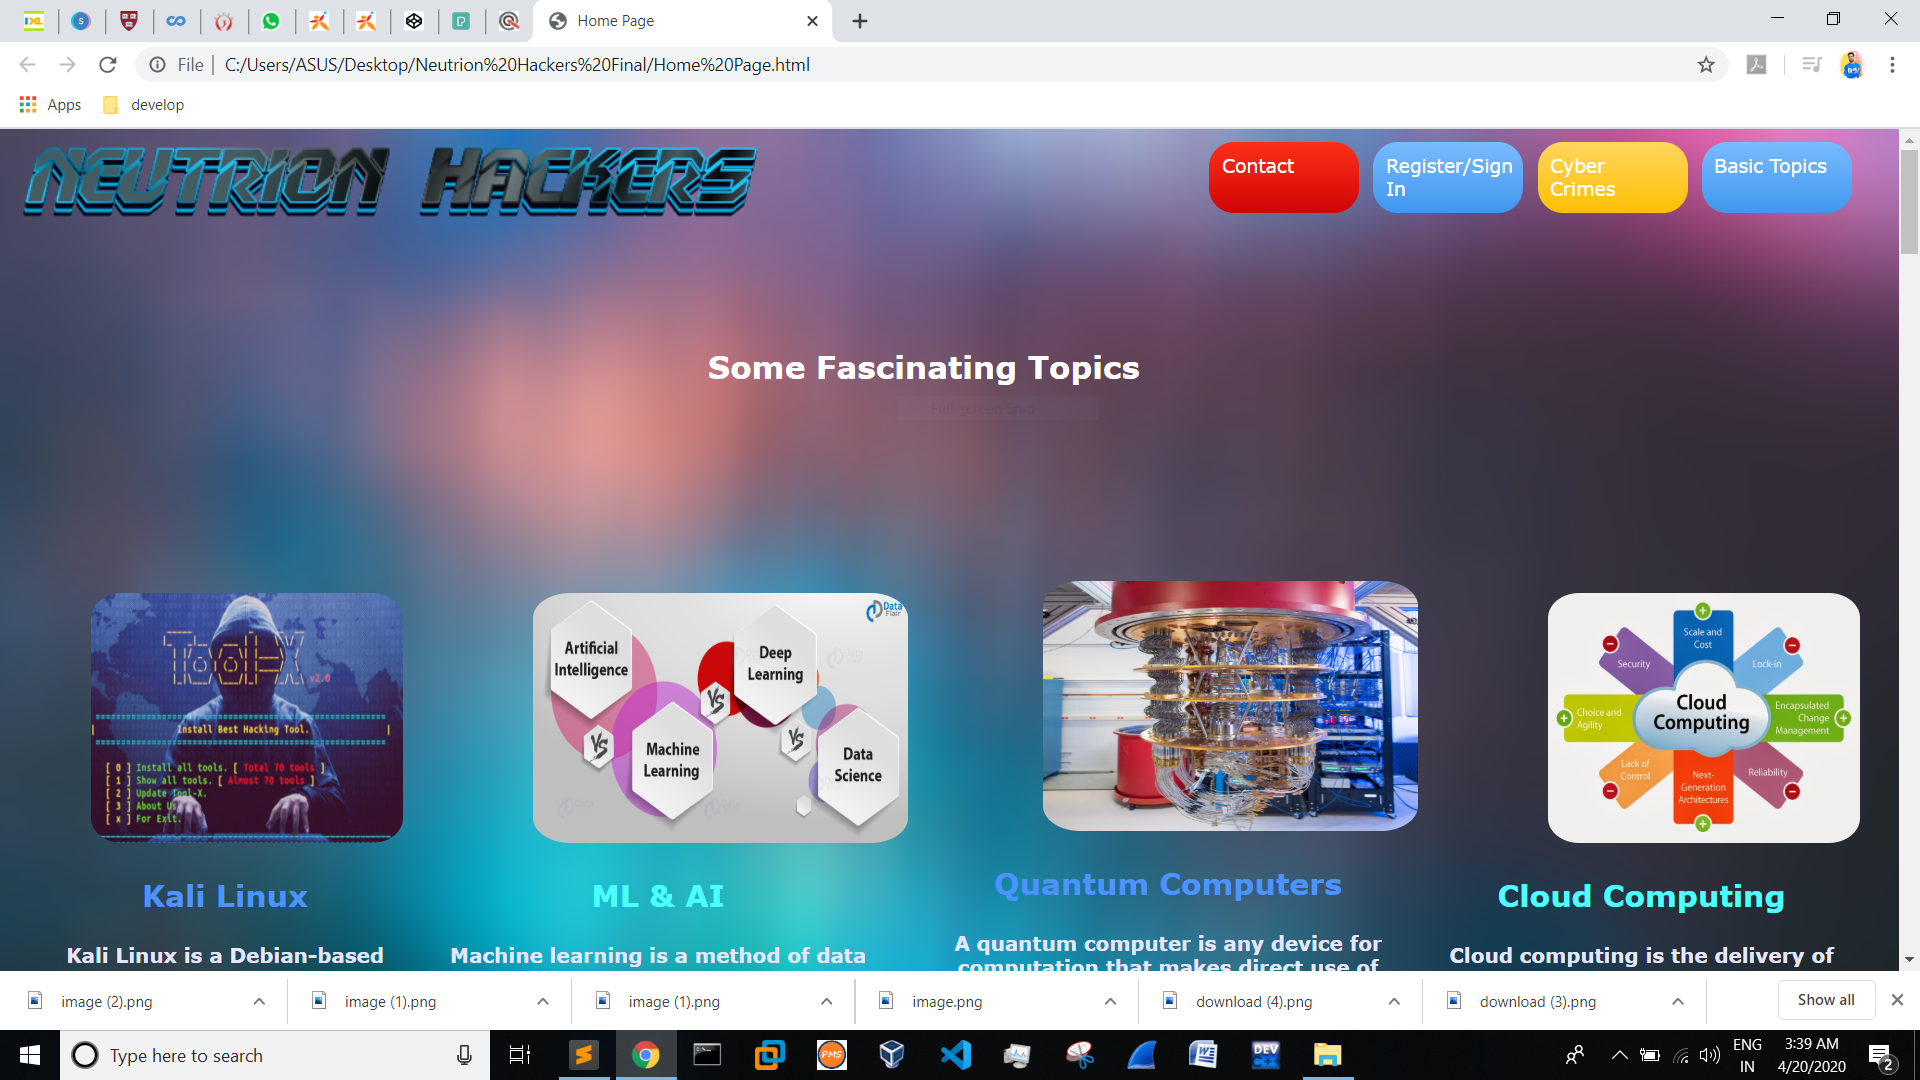 Home Page
File
C:/Users/ASUS/Desktop/Neutrion%20Hackers%20Final/Home%20Page.html
Apps
develop
NEUTRION HACKERS
Contact
Register/Sign
In
Cyber
Crimes
Basic Topics
Some Fascinating Topics
Tool-X
v2.0
Install Best Hacking Tool.
[ 0 ] Install all tools. [ Total 70 tools ]
[ 1 ] Show all tools. [ Almost 70 tools ]
[ 2 ] Update Tool-X.
[ 3 ] About Us
[ x ] For Exit.
Data
Flair
Artificial
Intelligence
VS
Machine
Learning
VS
Deep
Learning
VS
Data
Science
Scale and
Cost
Security
Lock-in
Cloud
Computing
Choice and
Agility
Encapsulated
Change
Management
Lack of
Control
Next-
Generation
Architectures
Reliability
Kali Linux
ML & AI
Quantum Computers
Cloud Computing
Kali Linux is a Debian-based
Machine learning is a method of data
A quantum computer is any device for
computation that makes direct use of
Cloud computing is the delivery of
image (2).png
image (1).png
image (1).png
image.png
download (4).png
download (3).png
Show all
Type here to search
PMS
DEV
ENG
IN
3:39 AM
4/20/2020
2